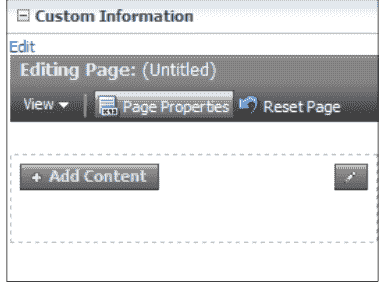 Custom Information
Edit
Editing Page: (Untitled)
View Page Properties Reset Page
+ Add Content